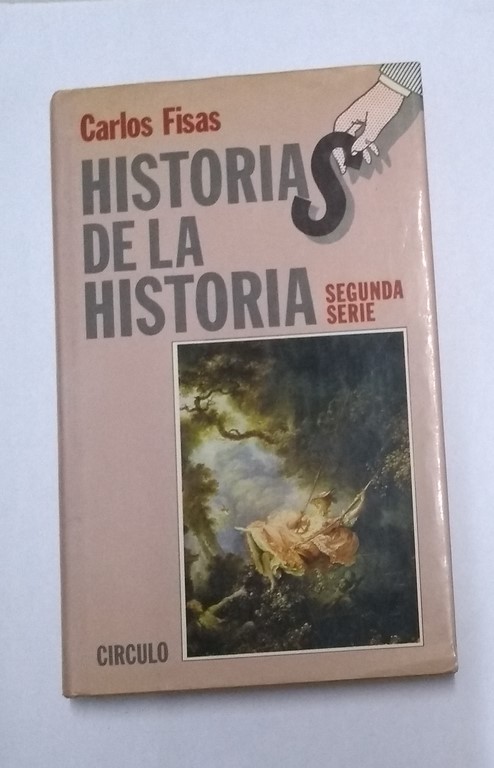 Carlos Fisas
HISTORIAS
DE LA
HISTORIA
SEGUNDA
SERIE
CIRCULO